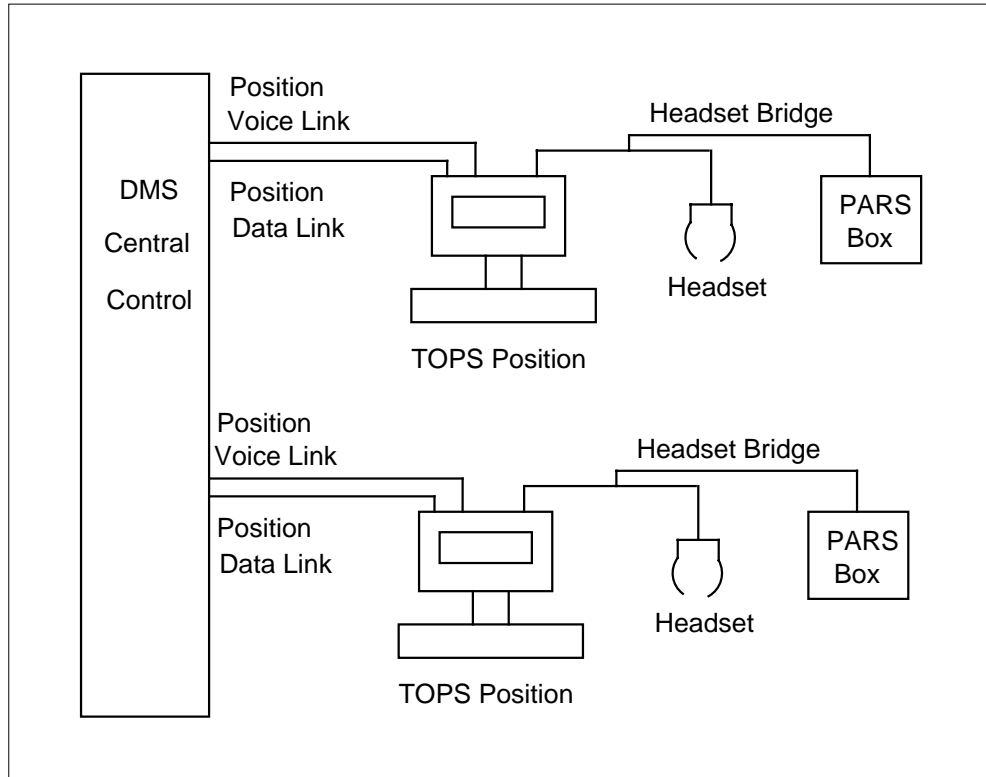 Position
Voice Link
Headset Bridge
DMS
Central
Control
Position
Data Link
PARS
Box
Headset
TOPS Position
Position
Voice Link
Headset Bridge
Position
Data Link
PARS
Box
Headset
TOPS Position